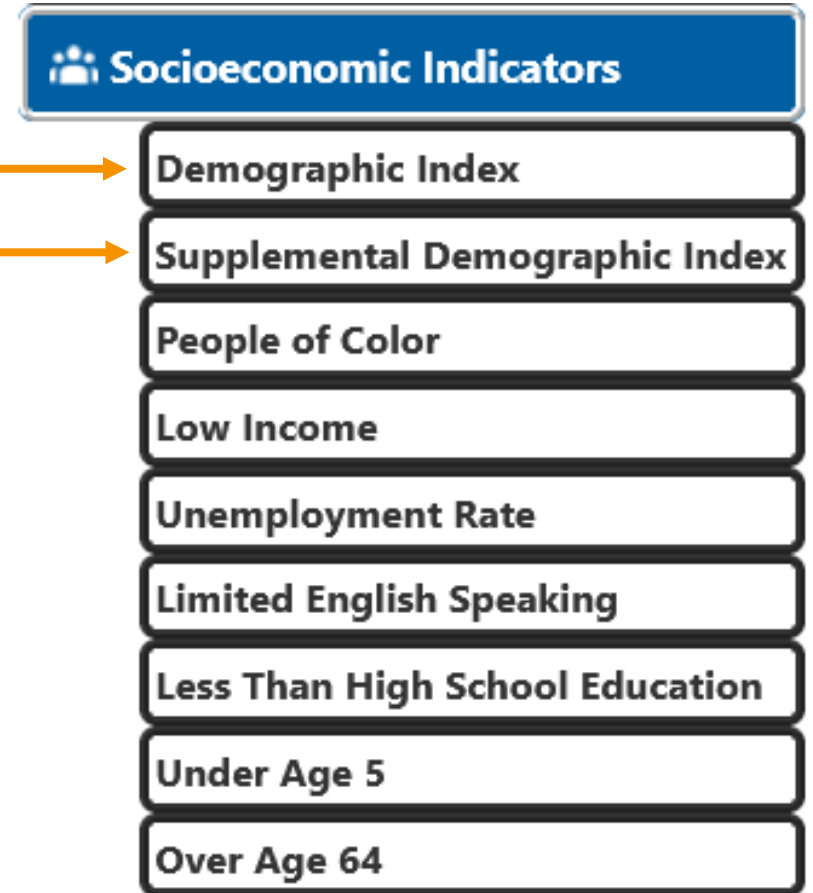 Socioeconomic Indicators
Demographic Index
Supplemental Demographic Index
People of Color
Low Income
Unemployment Rate
Limited English Speaking
Less Than High School Education
Under Age 5
Over Age 64